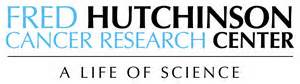 FRED HUTCHINSON
CANCER RESEARCH CENTER
A LIFE OF SCIENCE